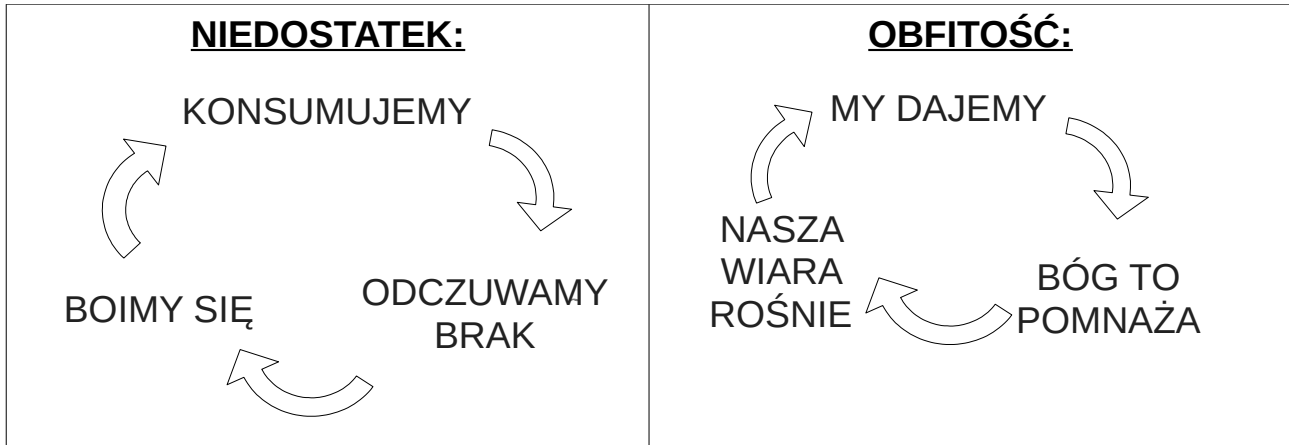 NIEDOSTATEK:
KONSUMUJEMY
ODCZUWAMY
BRAK
BOIMY SIĘ
OBFITOŚĆ:
MY DAJEMY
BÓG TO
POMNAŻA
NASZA
WIARA
ROŚNIE